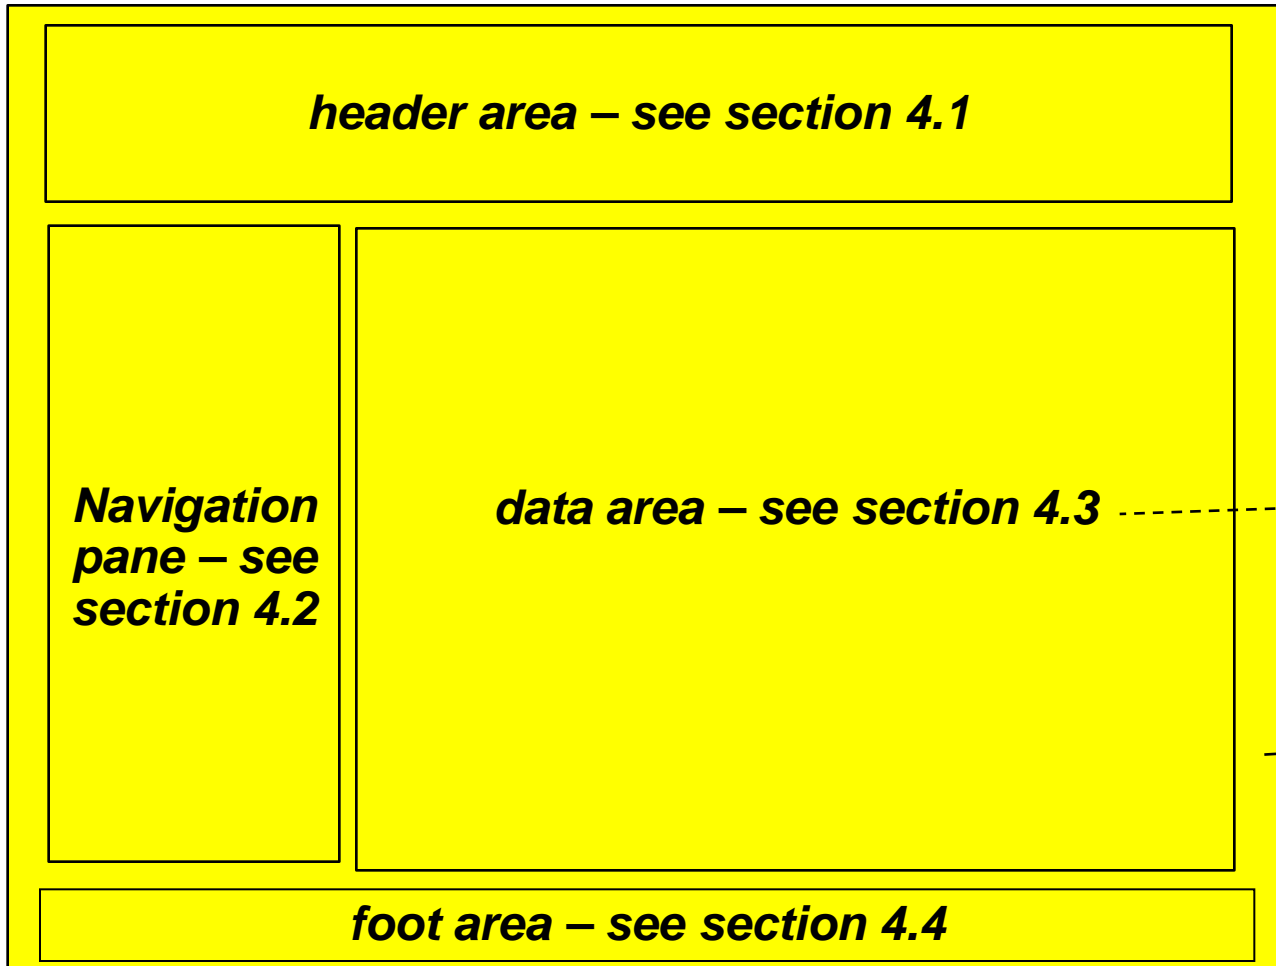 header area – see section 4.1
Navigation
pane – see
section 4.2
data area – see section 4.3
foot area – see section 4.4